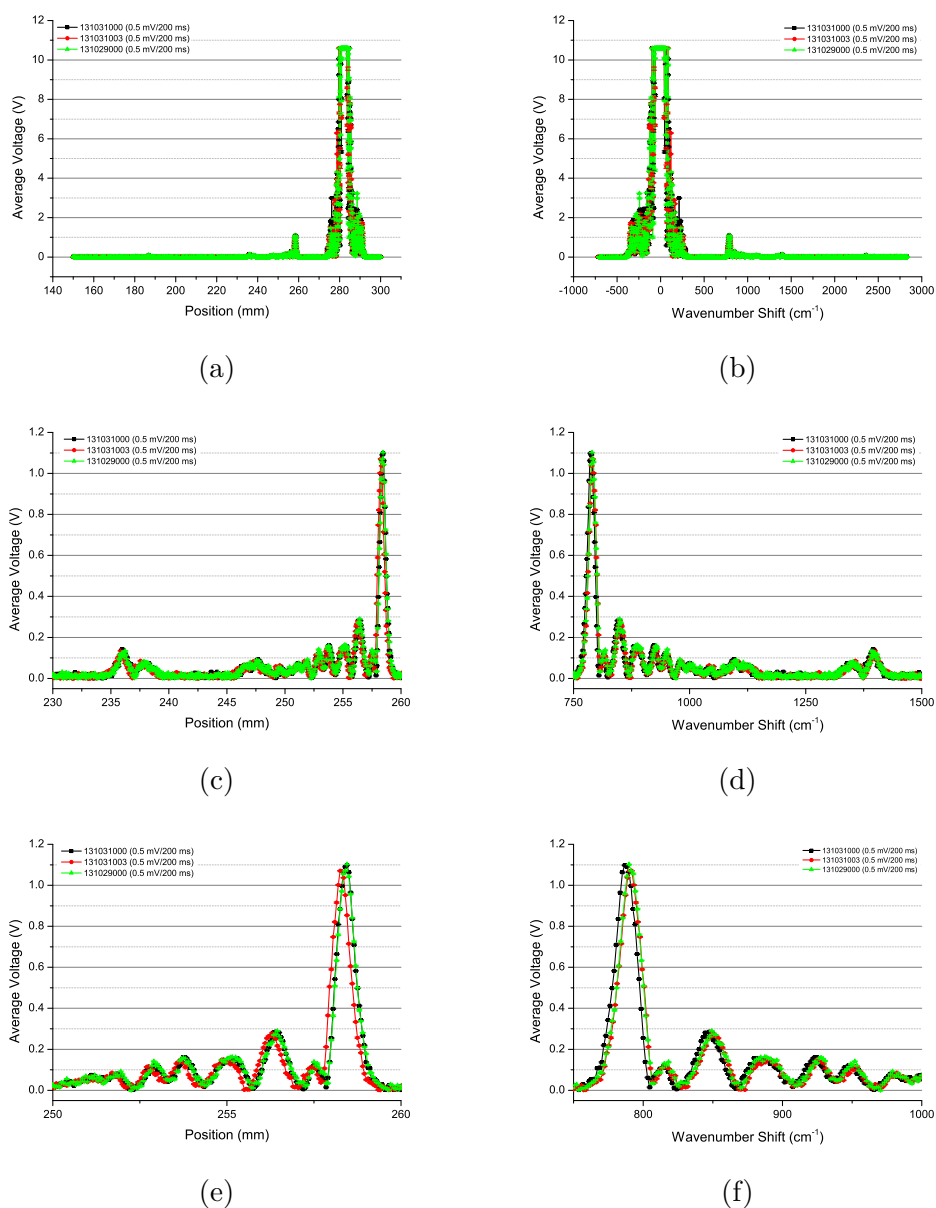 131031000 (0.5 mV/200 ms)
131031003 (0.5 mV/200 ms)
131029000 (0.5 mV/200 ms)
12
10
8
6
4
2
0
Average Voltage (V)
140 160 180 200 220 240 260 280 300
Position (mm)
(a)
131031000 (0.5 mV/200 ms)
131031003 (0.5 mV/200 ms)
131029000 (0.5 mV/200 ms)
12
10
8
6
4
2
0
Average Voltage (V)
-1000 -500 0 500 1000 1500 2000 2500 3000
Wavenumber Shift (cm⁻¹)
(b)
131031000 (0.5 mV/200 ms)
131031003 (0.5 mV/200 ms)
131029000 (0.5 mV/200 ms)
1.2
1.0
0.8
0.6
0.4
0.2
0.0
Average Voltage (V)
230 235 240 245 250 255 260
Position (mm)
(c)
131031000 (0.5 mV/200 ms)
131031003 (0.5 mV/200 ms)
131029000 (0.5 mV/200 ms)
1.2
1.0
0.8
0.6
0.4
0.2
0.0
Average Voltage (V)
750 1000 1250 1500
Wavenumber Shift (cm⁻¹)
(d)
131031000 (0.5 mV/200 ms)
131031003 (0.5 mV/200 ms)
131029000 (0.5 mV/200 ms)
1.2
1.0
0.8
0.6
0.4
0.2
0.0
Average Voltage (V)
250 255 260
Position (mm)
(e)
131031000 (0.5 mV/200 ms)
131031003 (0.5 mV/200 ms)
131029000 (0.5 mV/200 ms)
1.2
1.0
0.8
0.6
0.4
0.2
0.0
Average Voltage (V)
800 900 1000
Wavenumber Shift (cm⁻¹)
(f)